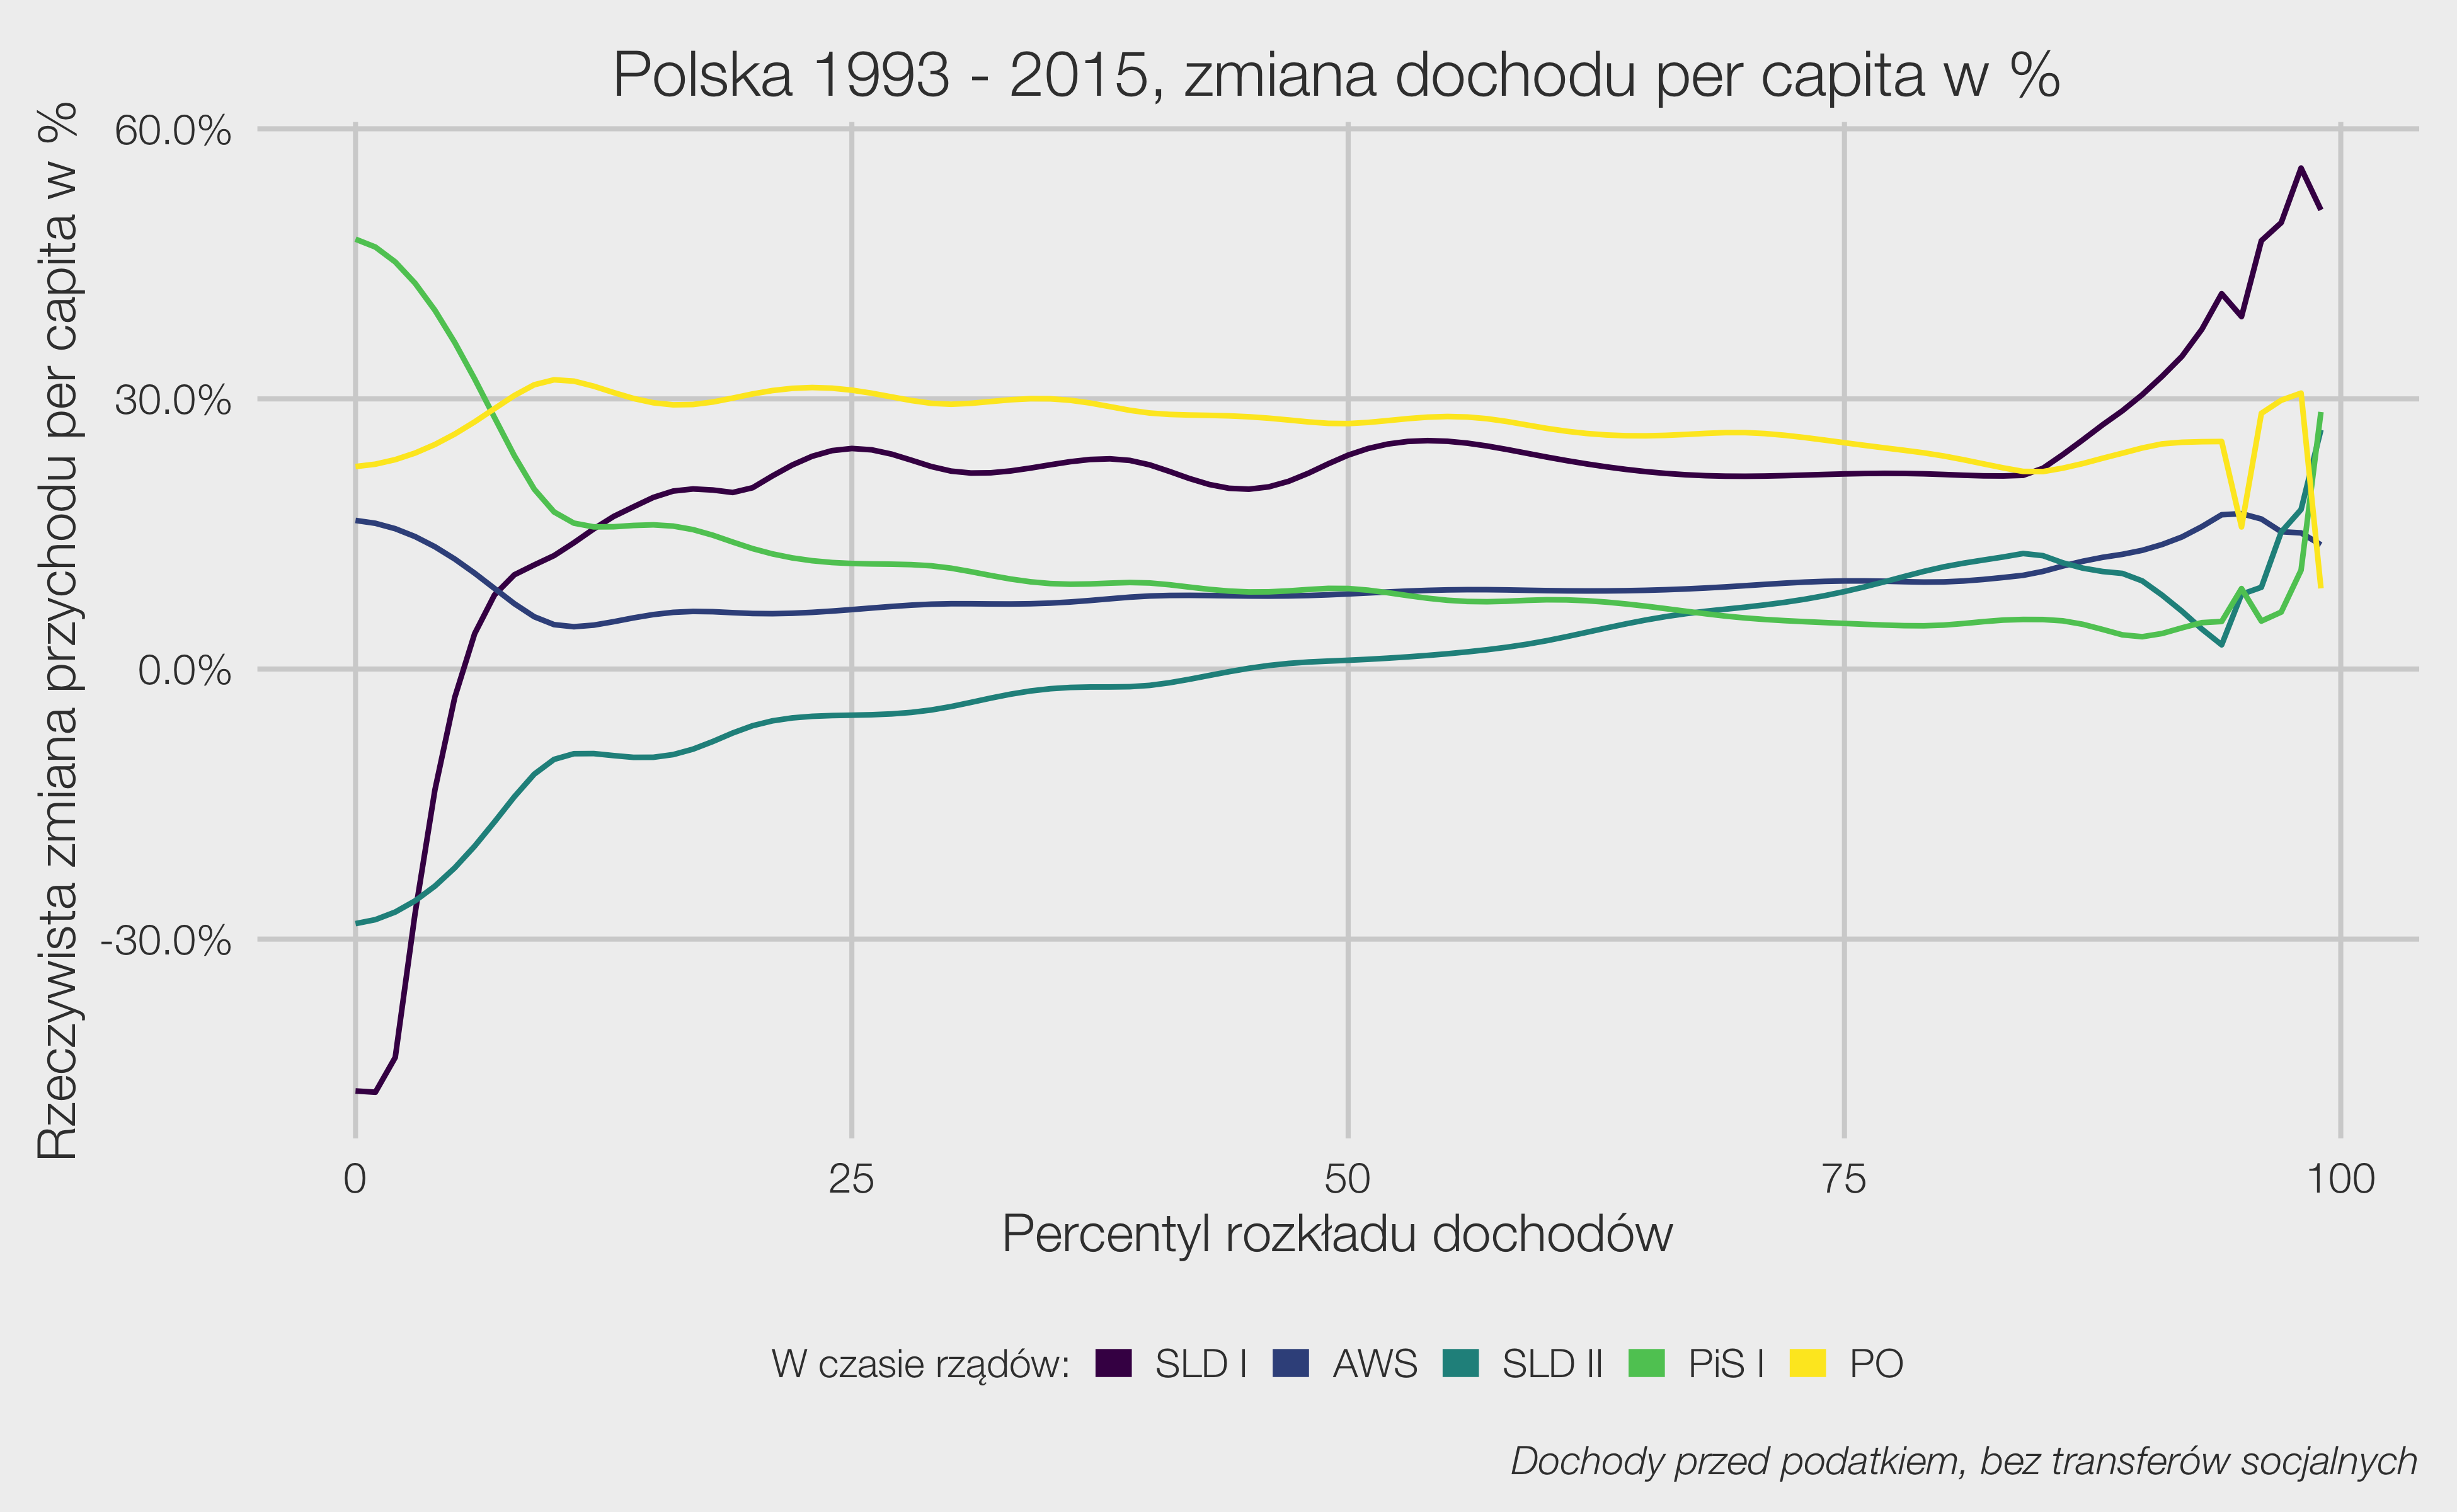 Polska 1993 - 2015, zmiana dochodu per capita w %
Rzeczywista zmiana przychodu per capita w %
60.0%
30.0%
0.0%
-30.0%
0 25 50 75 100
Percentyl rozkładu dochodów
W czasie rządów: SLD I AWS SLD II PiS I PO
Dochody przed podatkiem, bez transferów socjalnych